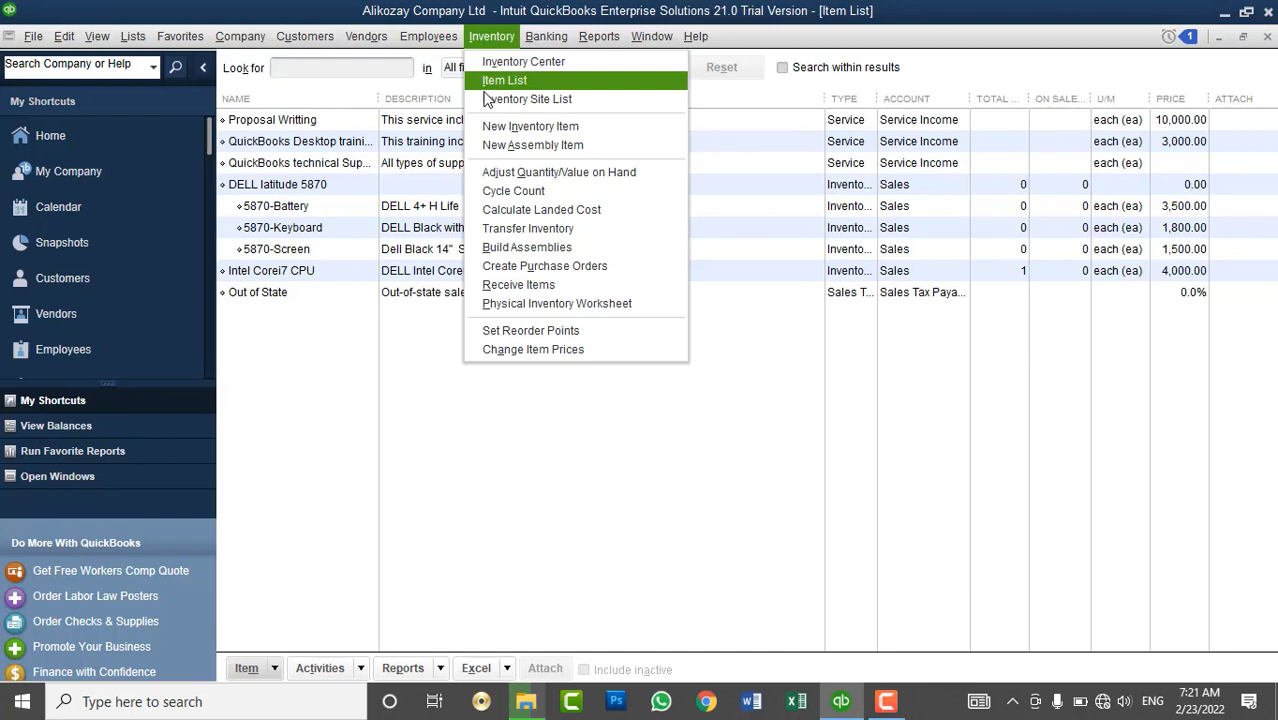 Alikozay Company Ltd - Intuit QuickBooks Enterprise Solutions 21.0 Trial Version - [Item List]
File Edit View Lists Favorites Company Customers Vendors Employees Inventory Banking Reports Window Help
1
Search Company or Help
Look for
in
All fi
Reset
Search within results
My Shortcuts
Home
My Company
Calendar
Snapshots
Customers
Vendors
Employees
My Shortcuts
View Balances
Run Favorite Reports
Open Windows
Do More With QuickBooks
Get Free Workers Comp Quote
Order Labor Law Posters
Order Checks & Supplies
Promote Your Business
Finance with Confidence
Inventory Center
Item List
Inventory Site List
New Inventory Item
New Assembly Item
Adjust Quantity/Value on Hand
Cycle Count
Calculate Landed Cost
Transfer Inventory
Build Assemblies
Create Purchase Orders
Receive Items
Physical Inventory Worksheet
Set Reorder Points
Change Item Prices
NAME DESCRIPTION TYPE ACCOUNT TOTAL ... ON SALE... U/M PRICE ATTACH
Proposal Writting This service incl Service Service Income each (ea) 10,000.00
QuickBooks Desktop traini... This training inc Service Service Income each (ea) 3,000.00
QuickBooks technical Sup... All types of supp Service Service Income each (ea)
DELL latitude 5870 Invento... Sales 0 0 0.00
5870-Battery DELL 4+ H Life Invento... Sales 0 0 each (ea) 3,500.00
5870-Keyboard DELL Black with Invento... Sales 0 0 each (ea) 1,800.00
5870-Screen Dell Black 14" S Invento... Sales 0 0 each (ea) 1,500.00
Intel Corei7 CPU DELL Intel Core Invento... Sales 1 0 each (ea) 4,000.00
Out of State Out-of-state sale Sales T... Sales Tax Paya... 0.0%
Item Activities Reports Excel Attach Include inactive
Type here to search
ENG
7:21 AM
2/23/2022